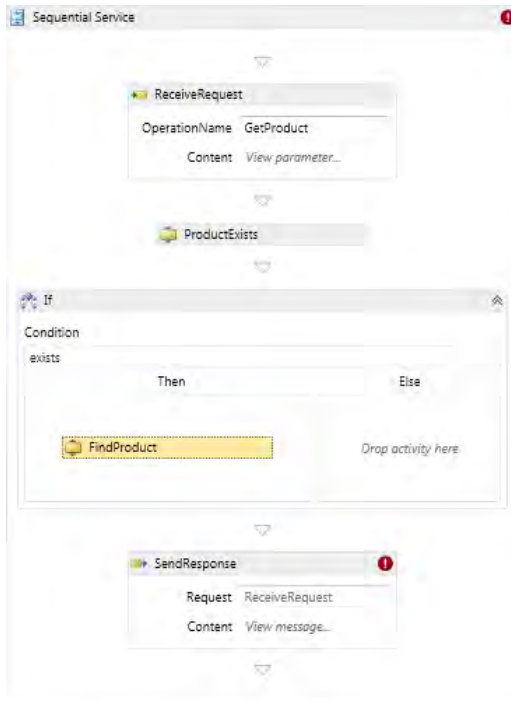 Sequential Service
ReceiveRequest
OperationName GetProduct
Content View parameter...
ProductExists
If
Condition
exists
Then Else
FindProduct Drop activity here
SendResponse
Request ReceiveRequest
Content View message...